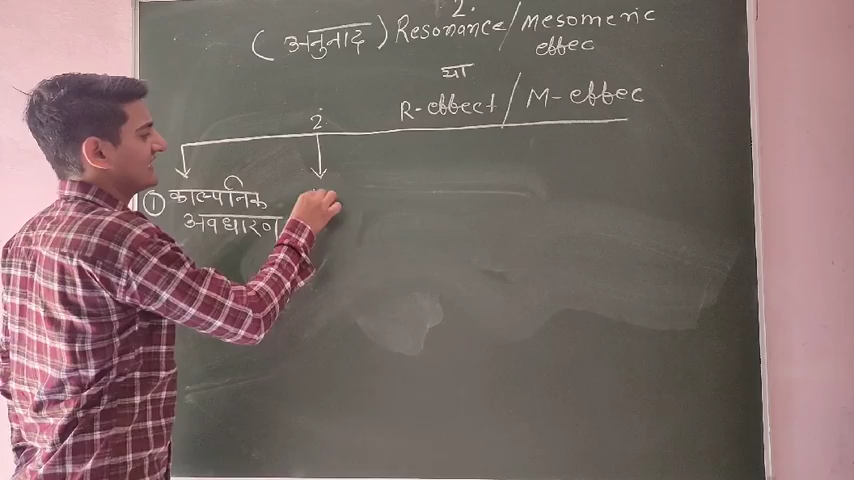 2.
(अनुनाद) Resonance/Mesomeric
effec
या
R-effect/M-effec
2
① काल्पनिक
अवधारण